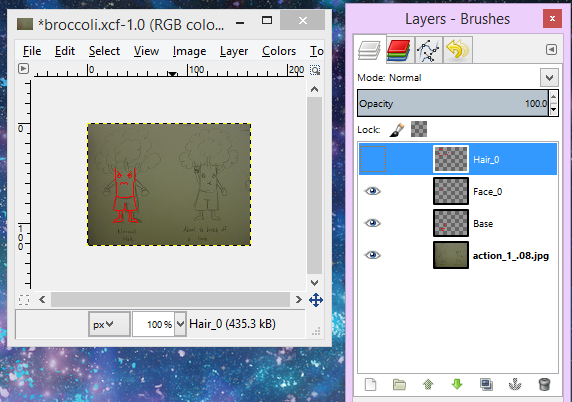 *broccoli.xcf-1.0 (RGB colo...
File Edit Select View Image Layer Colors To
0 100 200
0
100
Normal
px 100 % Hair_0 (435.3 kB)
Layers - Brushes
Mode: Normal
Opacity 100.0
Lock:
Hair_0
Face_0
Base
action_1_.08.jpg